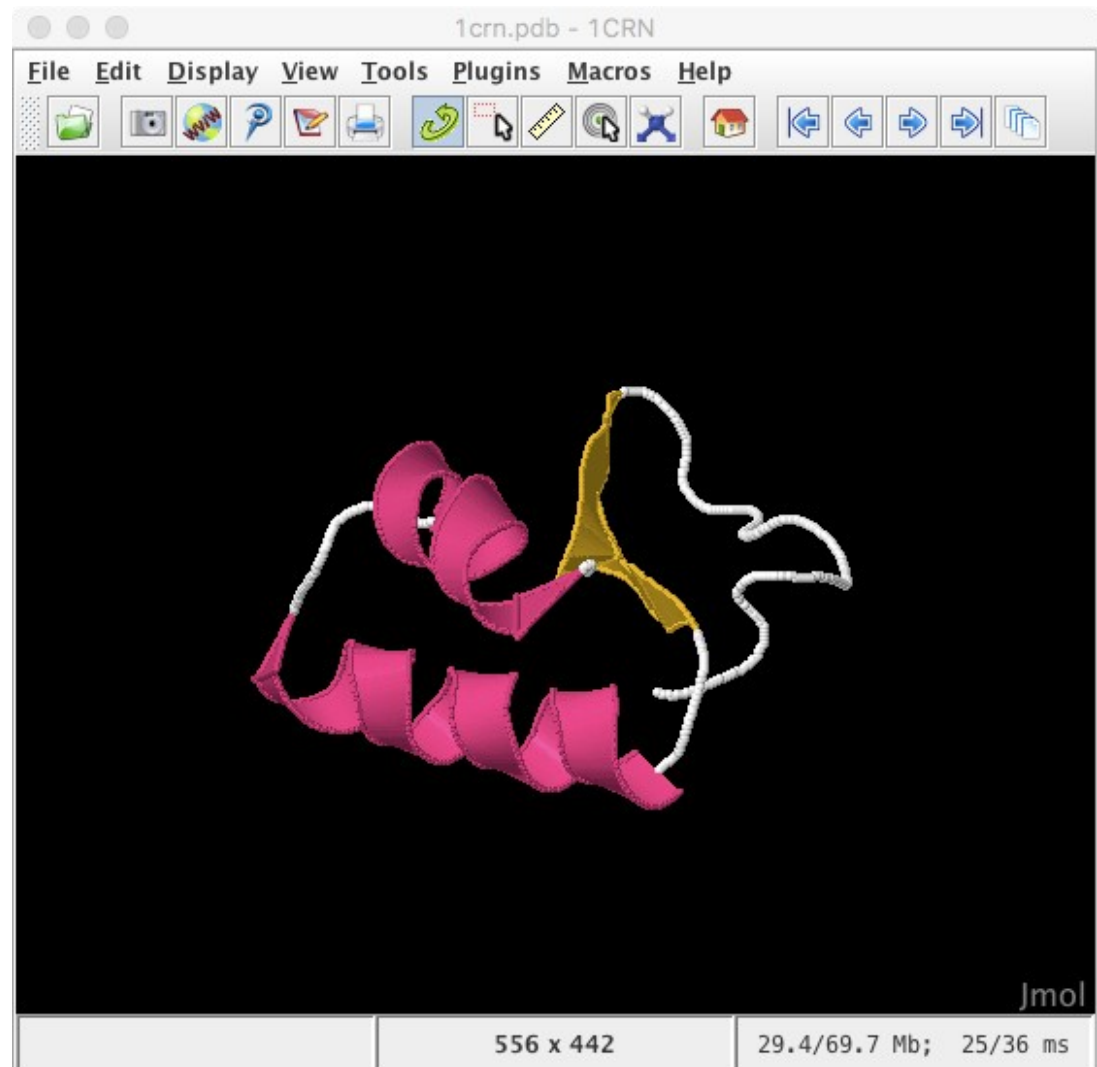 1crn.pdb - 1CRN
File Edit Display View Tools Plugins Macros Help
WWW
Jmol
556 x 442
29.4/69.7 Mb; 25/36 ms